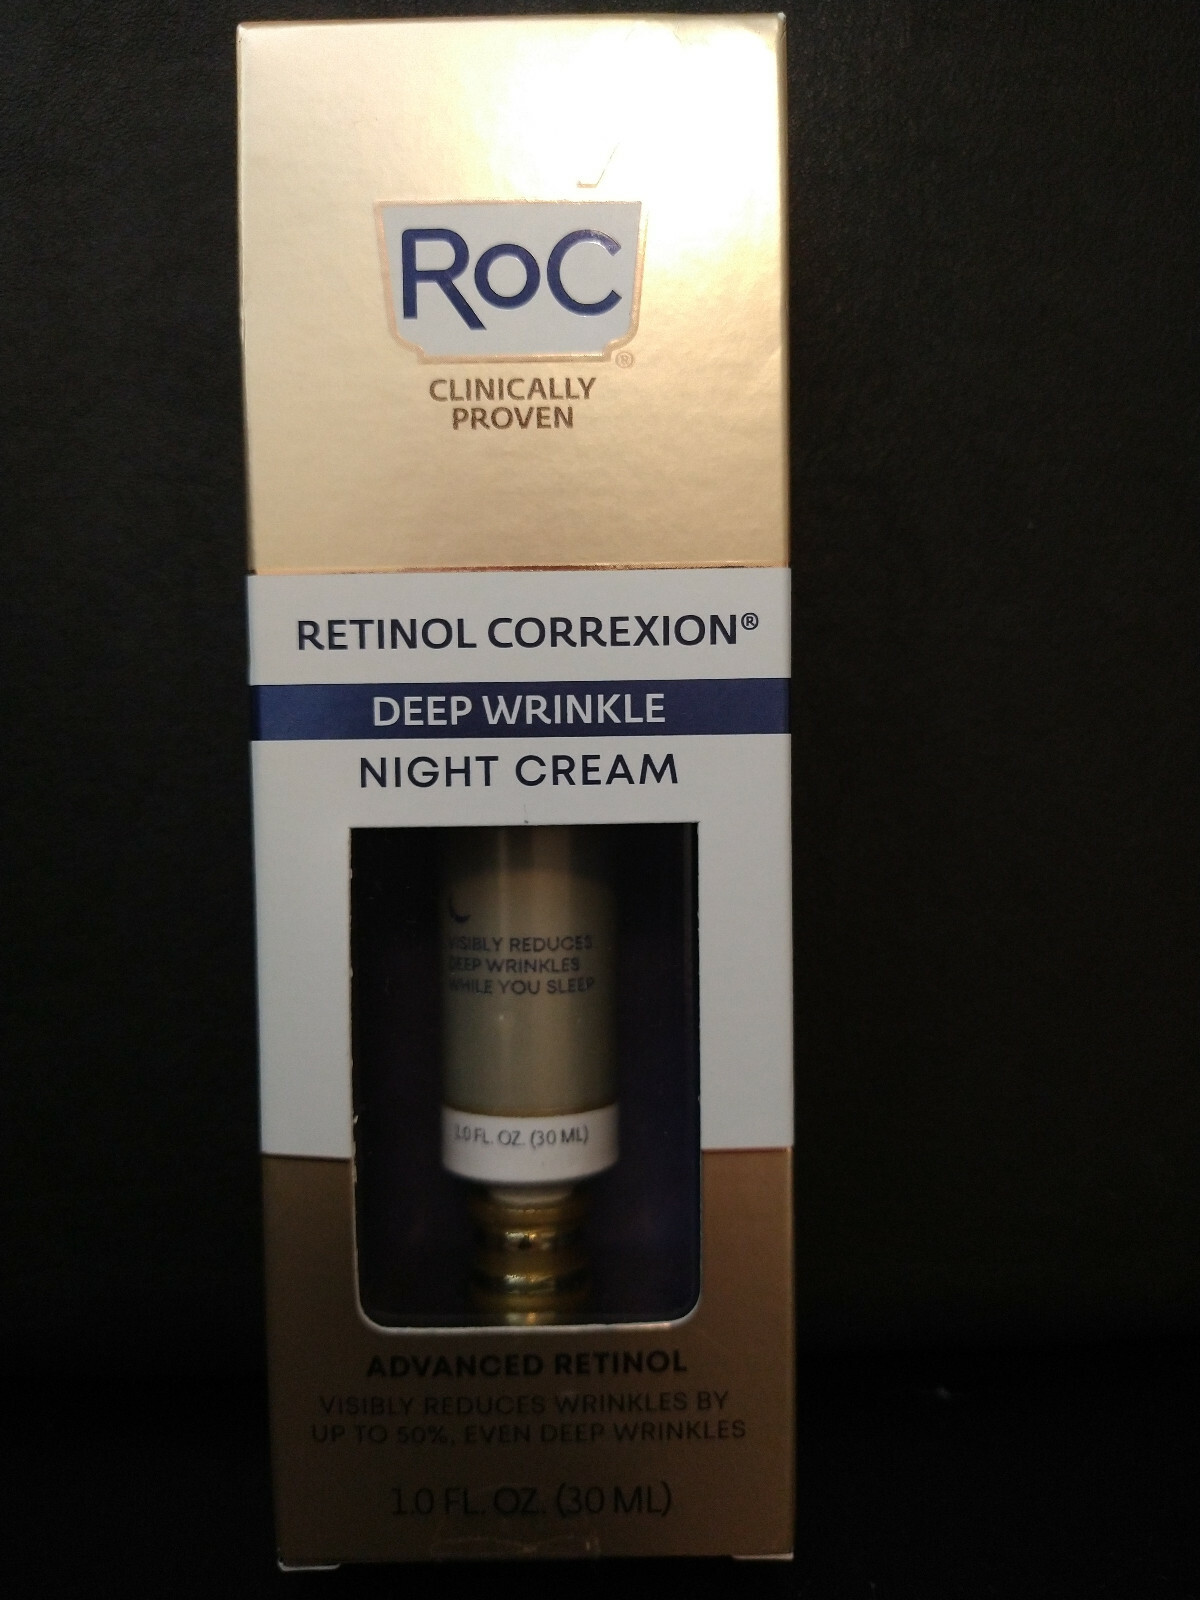 RoC®
CLINICALLY
PROVEN
RETINOL CORREXION®
DEEP WRINKLE
NIGHT CREAM
VISIBLY REDUCES
DEEP WRINKLES
WHILE YOU SLEEP
1.0 FL. OZ. (30 ML)
ADVANCED RETINOL
VISIBLY REDUCES WRINKLES BY
UP TO 50%, EVEN DEEP WRINKLES
1.0 FL. OZ. (30 ML)